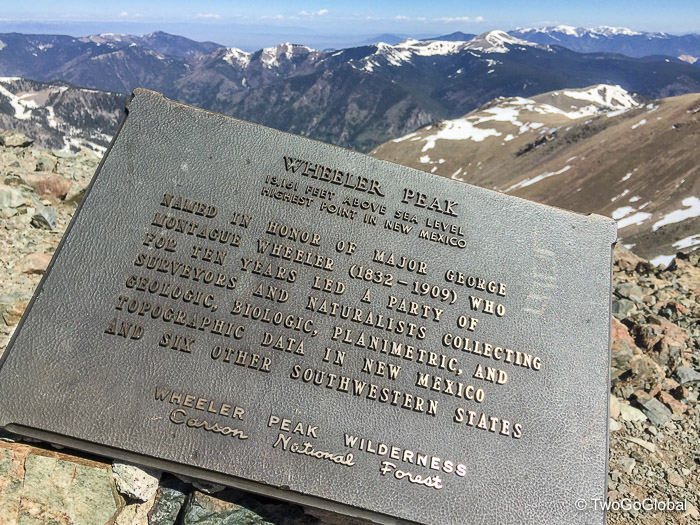 WHEELER PEAK
13,161 FEET ABOVE SEA LEVEL
HIGHEST POINT IN NEW MEXICO
NAMED IN HONOR OF MAJOR GEORGE
MONTAGUE WHEELER (1832-1909) WHO
FOR TEN YEARS LED A PARTY OF
SURVEYORS AND NATURALISTS COLLECTING
GEOLOGIC, BIOLOGIC, PLANIMETRIC, AND
TOPOGRAPHIC DATA IN NEW MEXICO
AND SIX OTHER SOUTHWESTERN STATES
WHEELER PEAK WILDERNESS
Carson National Forest
© TwoGoGlobal